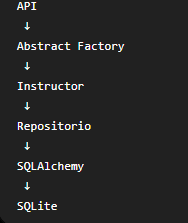 API
↓
Abstract Factory
↓
Instructor
↓
Repositorio
↓
SQLAlchemy
↓
SQLite